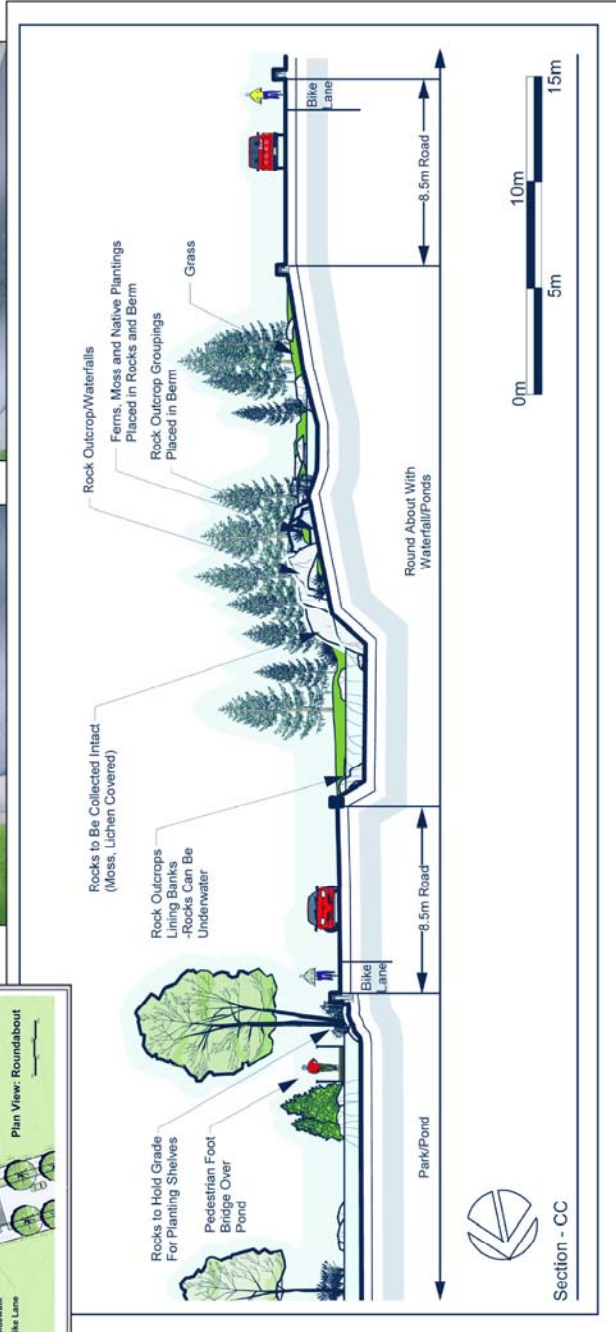 Plan View: Roundabout
Rock Outcrop/Waterfalls
Ferns, Moss and Native Plantings
Placed in Rocks and Berm
Rock Outcrop Groupings
Placed in Berm
Grass
Rocks to Be Collected Intact
(Moss, Lichen Covered)
Rock Outcrops
Lining Banks
-Rocks Can Be
Underwater
Rocks to Hold Grade
For Planting Shelves
Pedestrian Foot
Bridge Over
Pond
Bike
Lane
Bike
Lane
Park/Pond
8.5m Road
Round About With
Waterfall/Ponds
8.5m Road
0m
10m
5m
15m
Section - CC